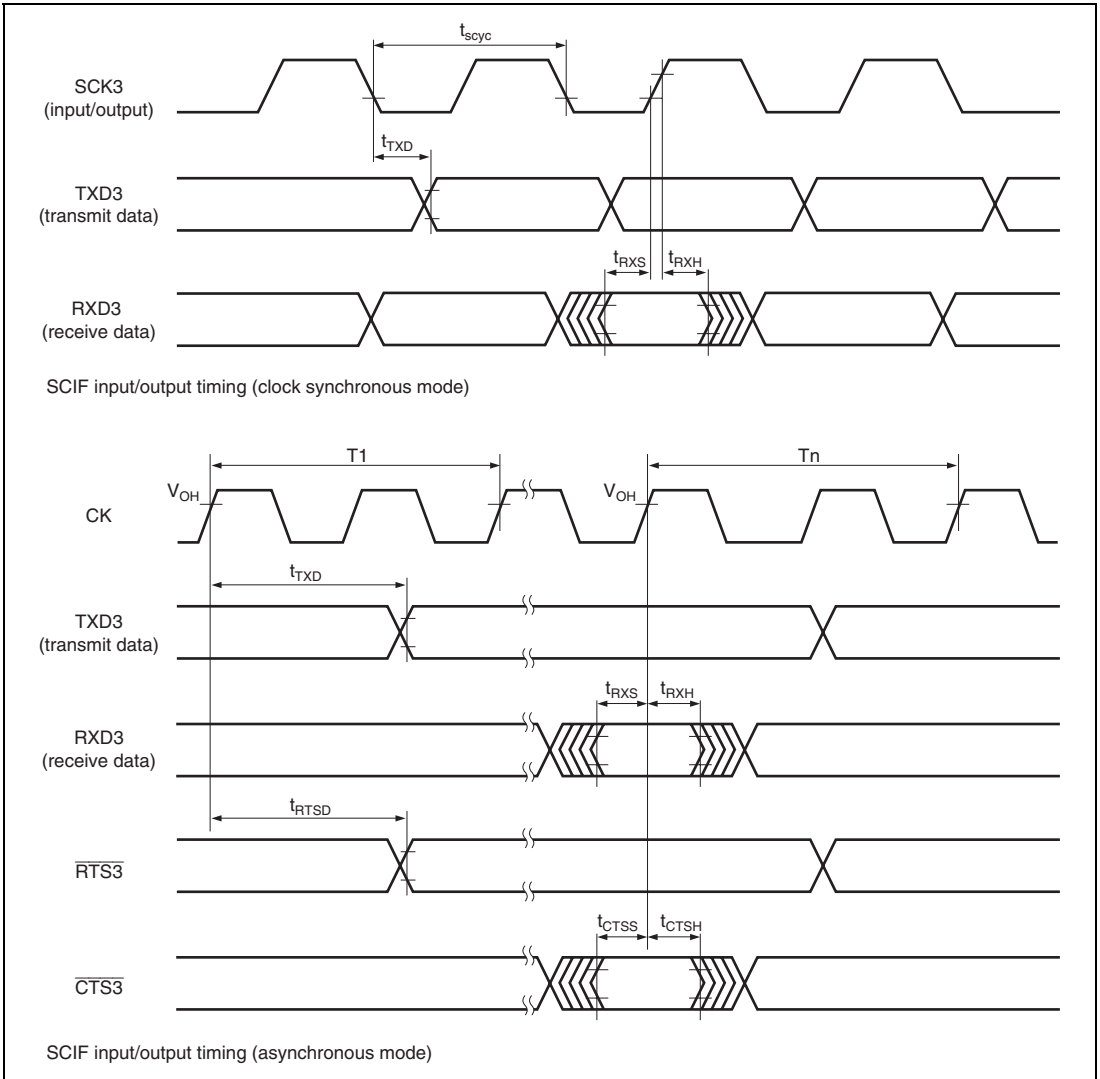 tscyc
SCK3
(input/output)
tTXD
TXD3
(transmit data)
tRXS tRXH
RXD3
(receive data)
SCIF input/output timing (clock synchronous mode)
T1 Tn
VOH VOH
CK
tTXD
TXD3
(transmit data)
tRXS tRXH
RXD3
(receive data)
tRTSD
RTS3
tCTSS tCTSH
CTS3
SCIF input/output timing (asynchronous mode)